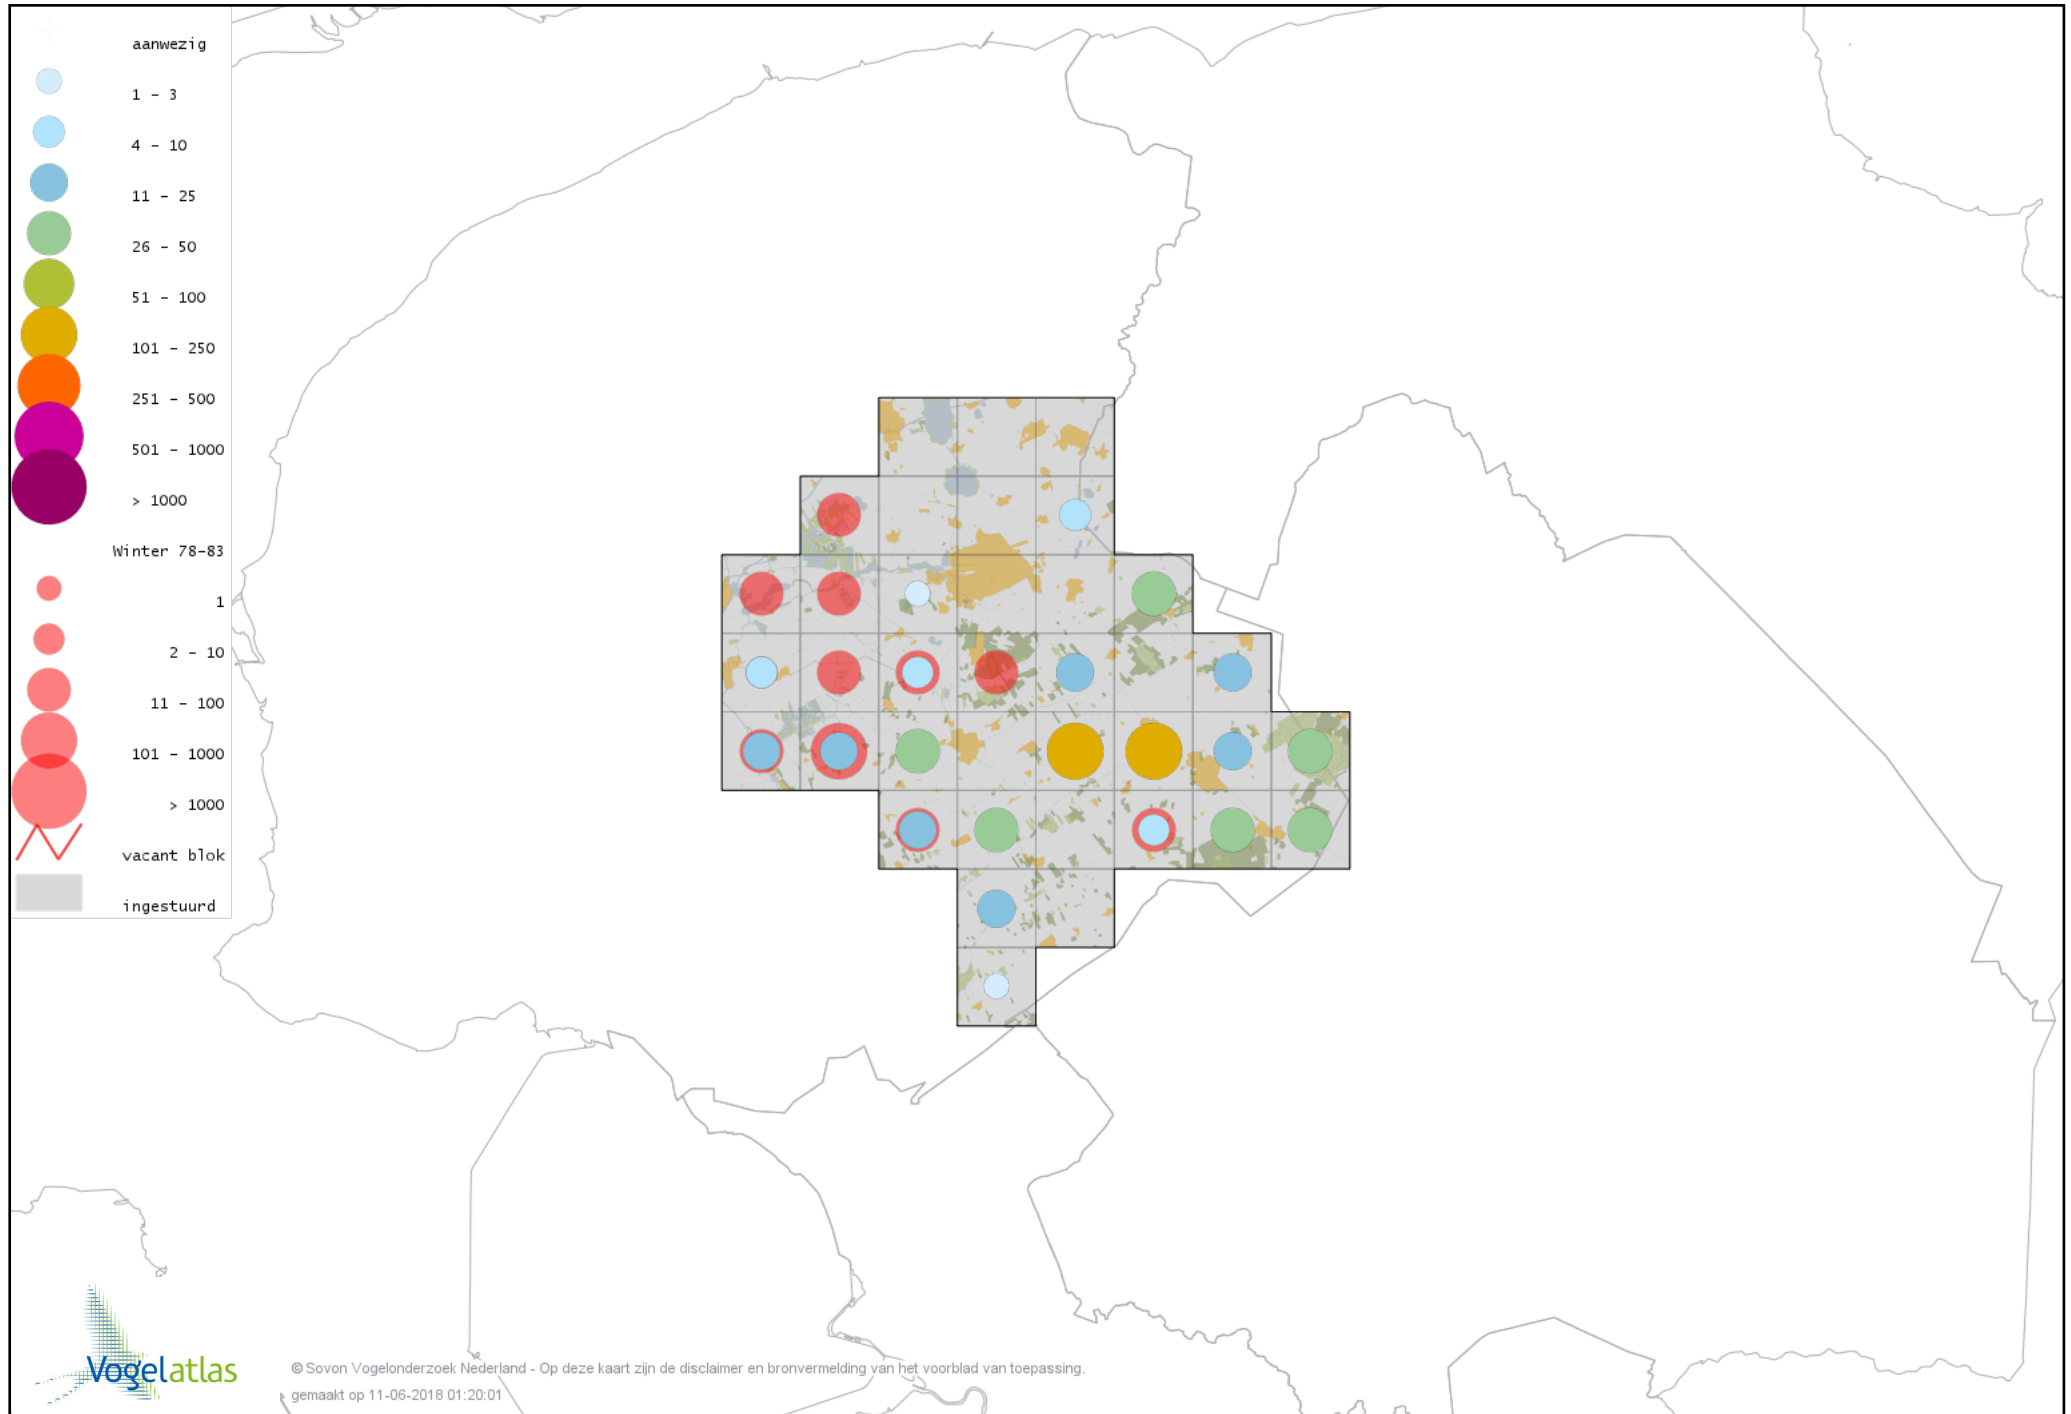 aanwezig
1 - 3
4 - 10
11 - 25
26 - 50
51 - 100
101 - 250
251 - 500
501 - 1000
> 1000
Winter 78-83
1
2 - 10
11 - 100
101 - 1000
> 1000
vacant blok
ingestuurd
Vogelatlas
© Sovon Vogelonderzoek Nederland - Op deze kaart zijn de disclaimer en bronvermelding van het voorblad van toepassing.
gemaakt op 11-06-2018 01:20:01